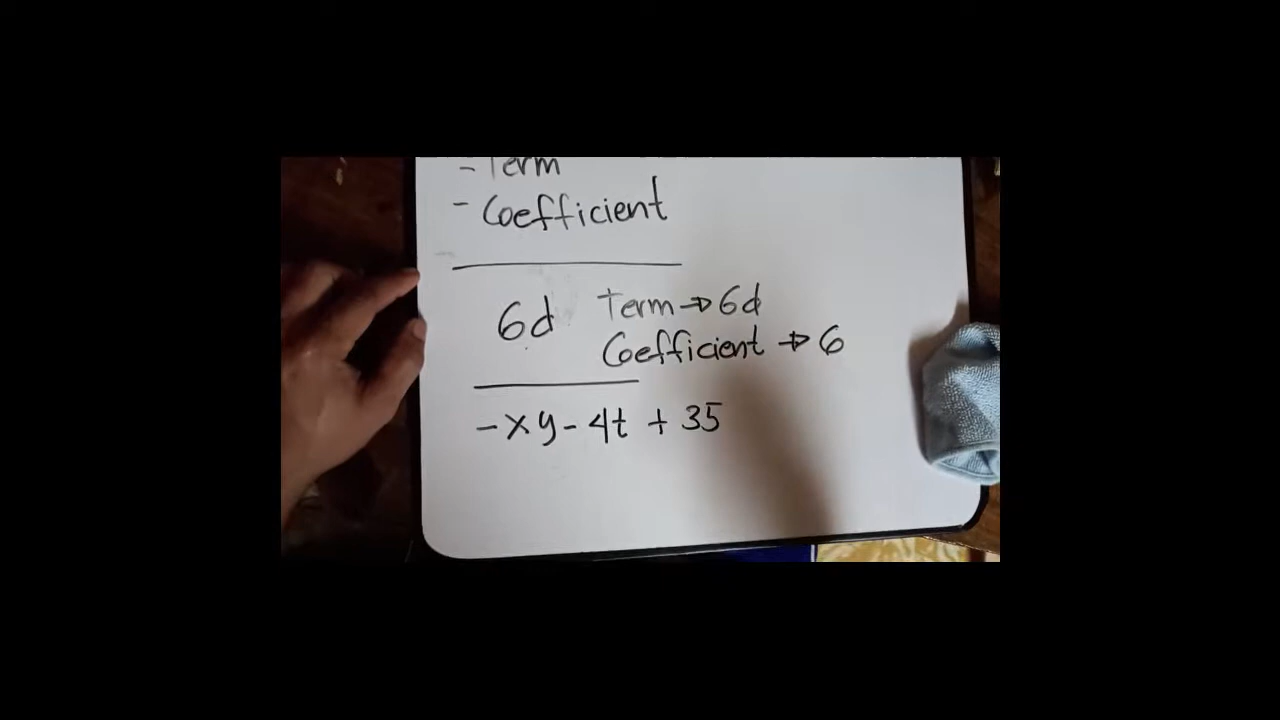 - Term
- Coefficient
6d Term → 6d
Coefficient → 6
-xy - 4t + 35